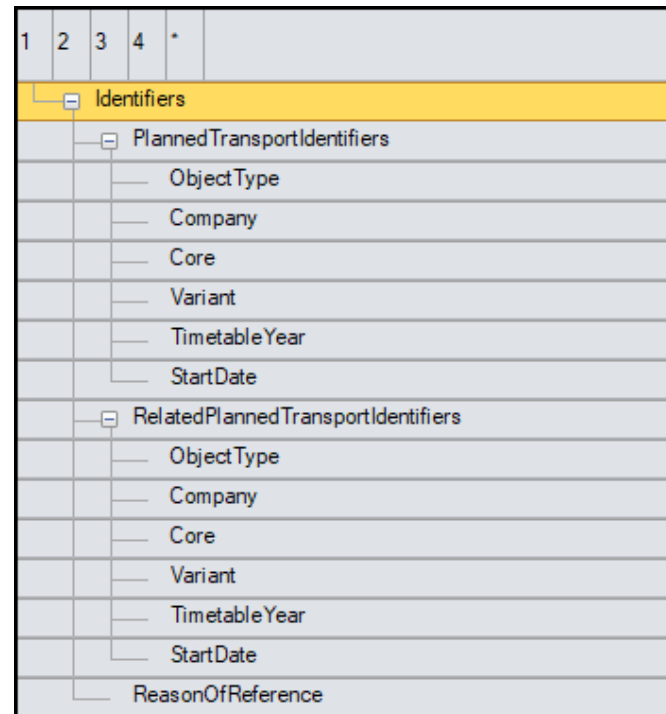 1 2 3 4 *
Identifiers
PlannedTransportIdentifiers
ObjectType
Company
Core
Variant
TimetableYear
StartDate
RelatedPlannedTransportIdentifiers
ObjectType
Company
Core
Variant
TimetableYear
StartDate
ReasonOfReference